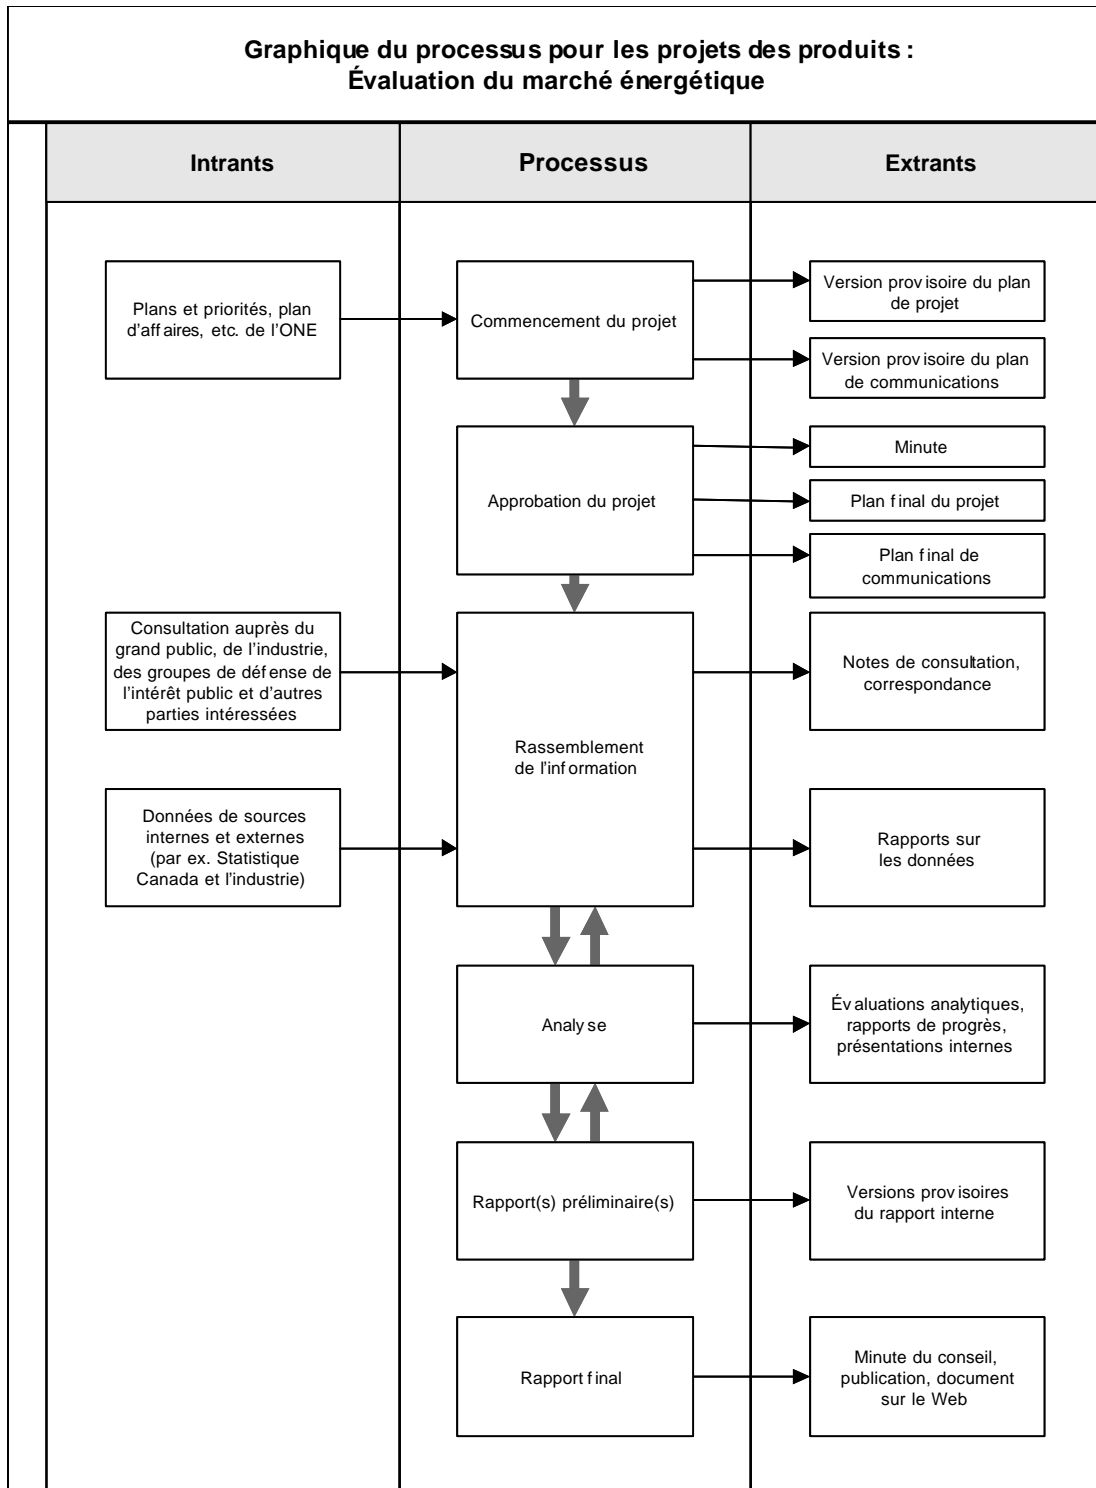 Graphique du processus pour les projets des produits :
Évaluation du marché énergétique
Intrants
Processus
Extrants
Plans et priorités, plan
d'affaires, etc. de l'ONE
Commencement du projet
Version provisoire du plan
de projet
Version provisoire du plan
de communications
Approbation du projet
Minute
Plan final du projet
Plan final de
communications
Consultation auprès du
grand public, de l'industrie,
des groupes de défense de
l'intérêt public et d'autres
parties intéressées
Rassemblement
de l'information
Notes de consultation,
correspondance
Données de sources
internes et externes
(par ex. Statistique
Canada et l'industrie)
Rapports sur
les données
Analyse
Évaluations analytiques,
rapports de progrès,
présentations internes
Rapport(s) préliminaire(s)
Versions provisoires
du rapport interne
Rapport final
Minute du conseil,
publication, document
sur le Web